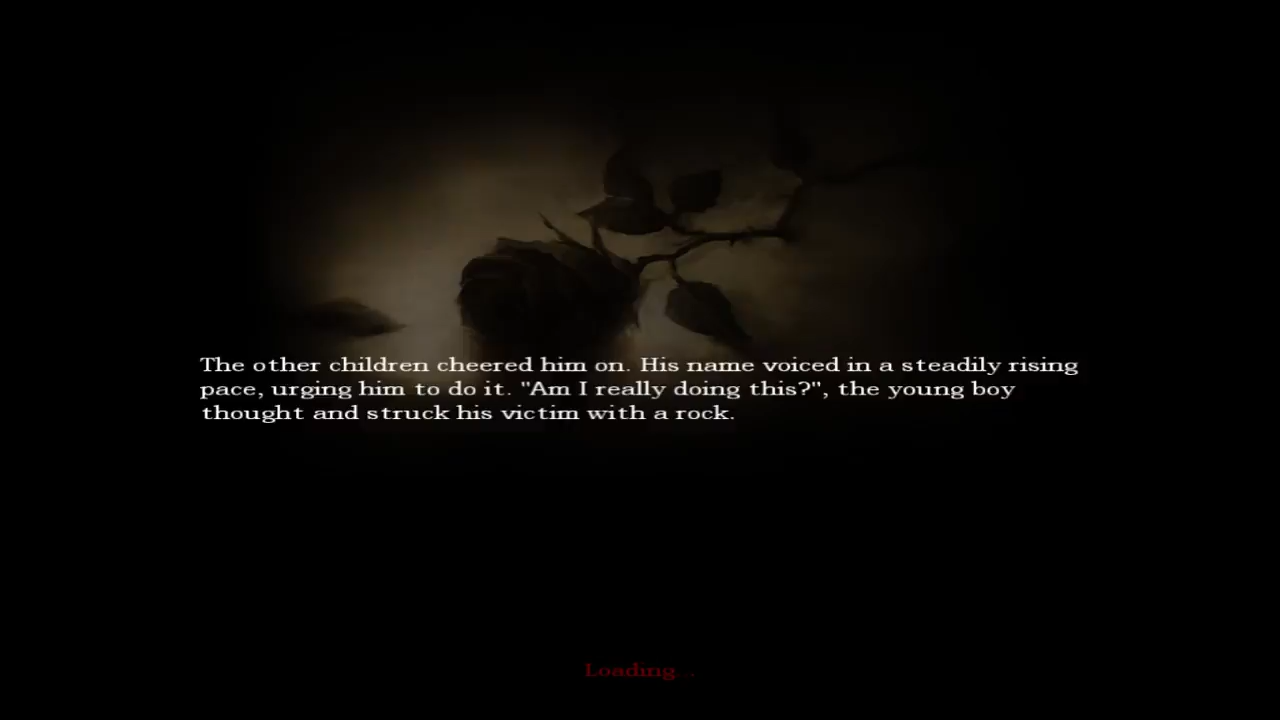 The other children cheered him on. His name voiced in a steadily rising
pace, urging him to do it. "Am I really doing this?", the young boy
thought and struck his victim with a rock.
Loading...